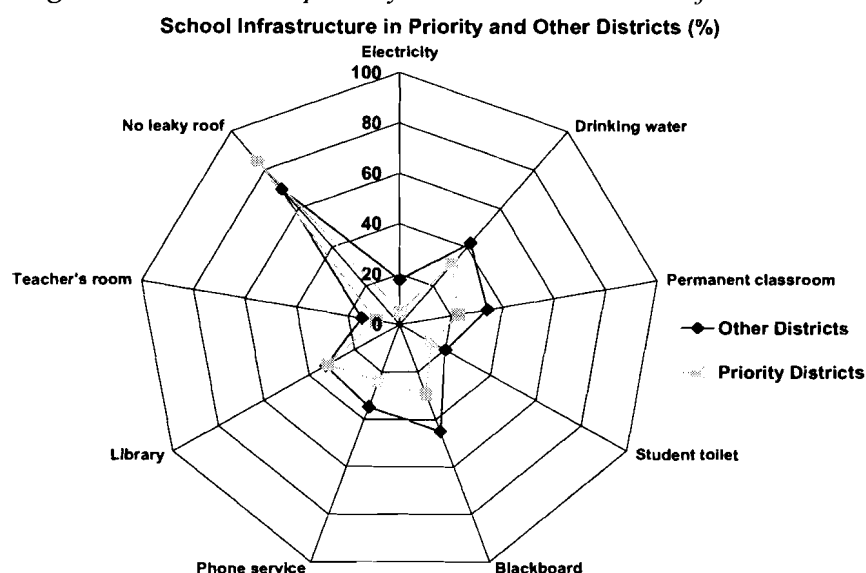 School Infrastructure in Priority and Other Districts (%)
Electricity
100
No leaky roof
Drinking water
80
60
40
20
0
Teacher's room
Permanent classroom
Other Districts
Priority Districts
Library
Student toilet
Phone service
Blackboard